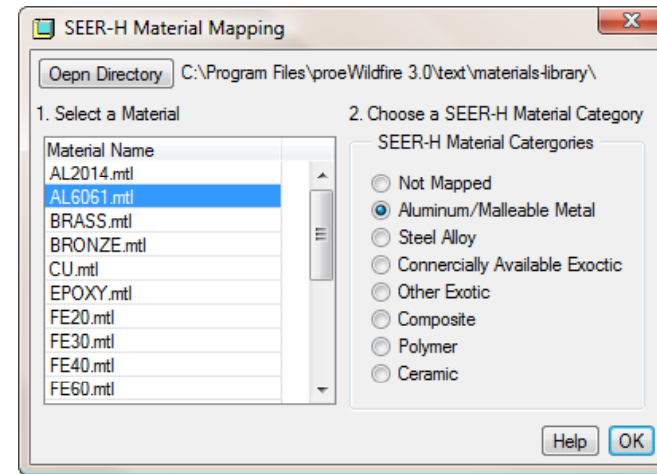 SEER-H Material Mapping
Oepn Directory C:\Program Files\proeWildfire 3.0\text\materials-library\
1. Select a Material
Material Name
AL2014.mtl
AL6061.mtl
BRASS.mtl
BRONZE.mtl
CU.mtl
EPOXY.mtl
FE20.mtl
FE30.mtl
FE40.mtl
FE60.mtl
2. Choose a SEER-H Material Category
SEER-H Material Catergories
Not Mapped
Aluminum/Malleable Metal
Steel Alloy
Connercially Available Exoctic
Other Exotic
Composite
Polymer
Ceramic
Help OK